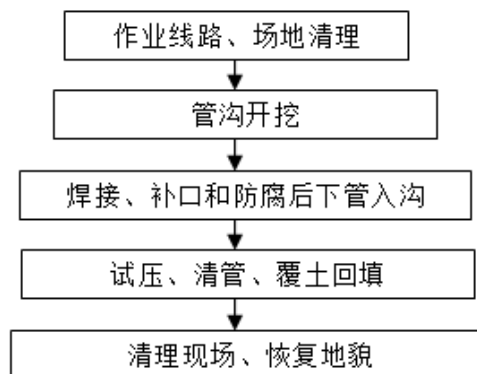 作业线路、场地清理
管沟开挖
焊接、补口和防腐后下管入沟
试压、清管、覆土回填
清理现场、恢复地貌